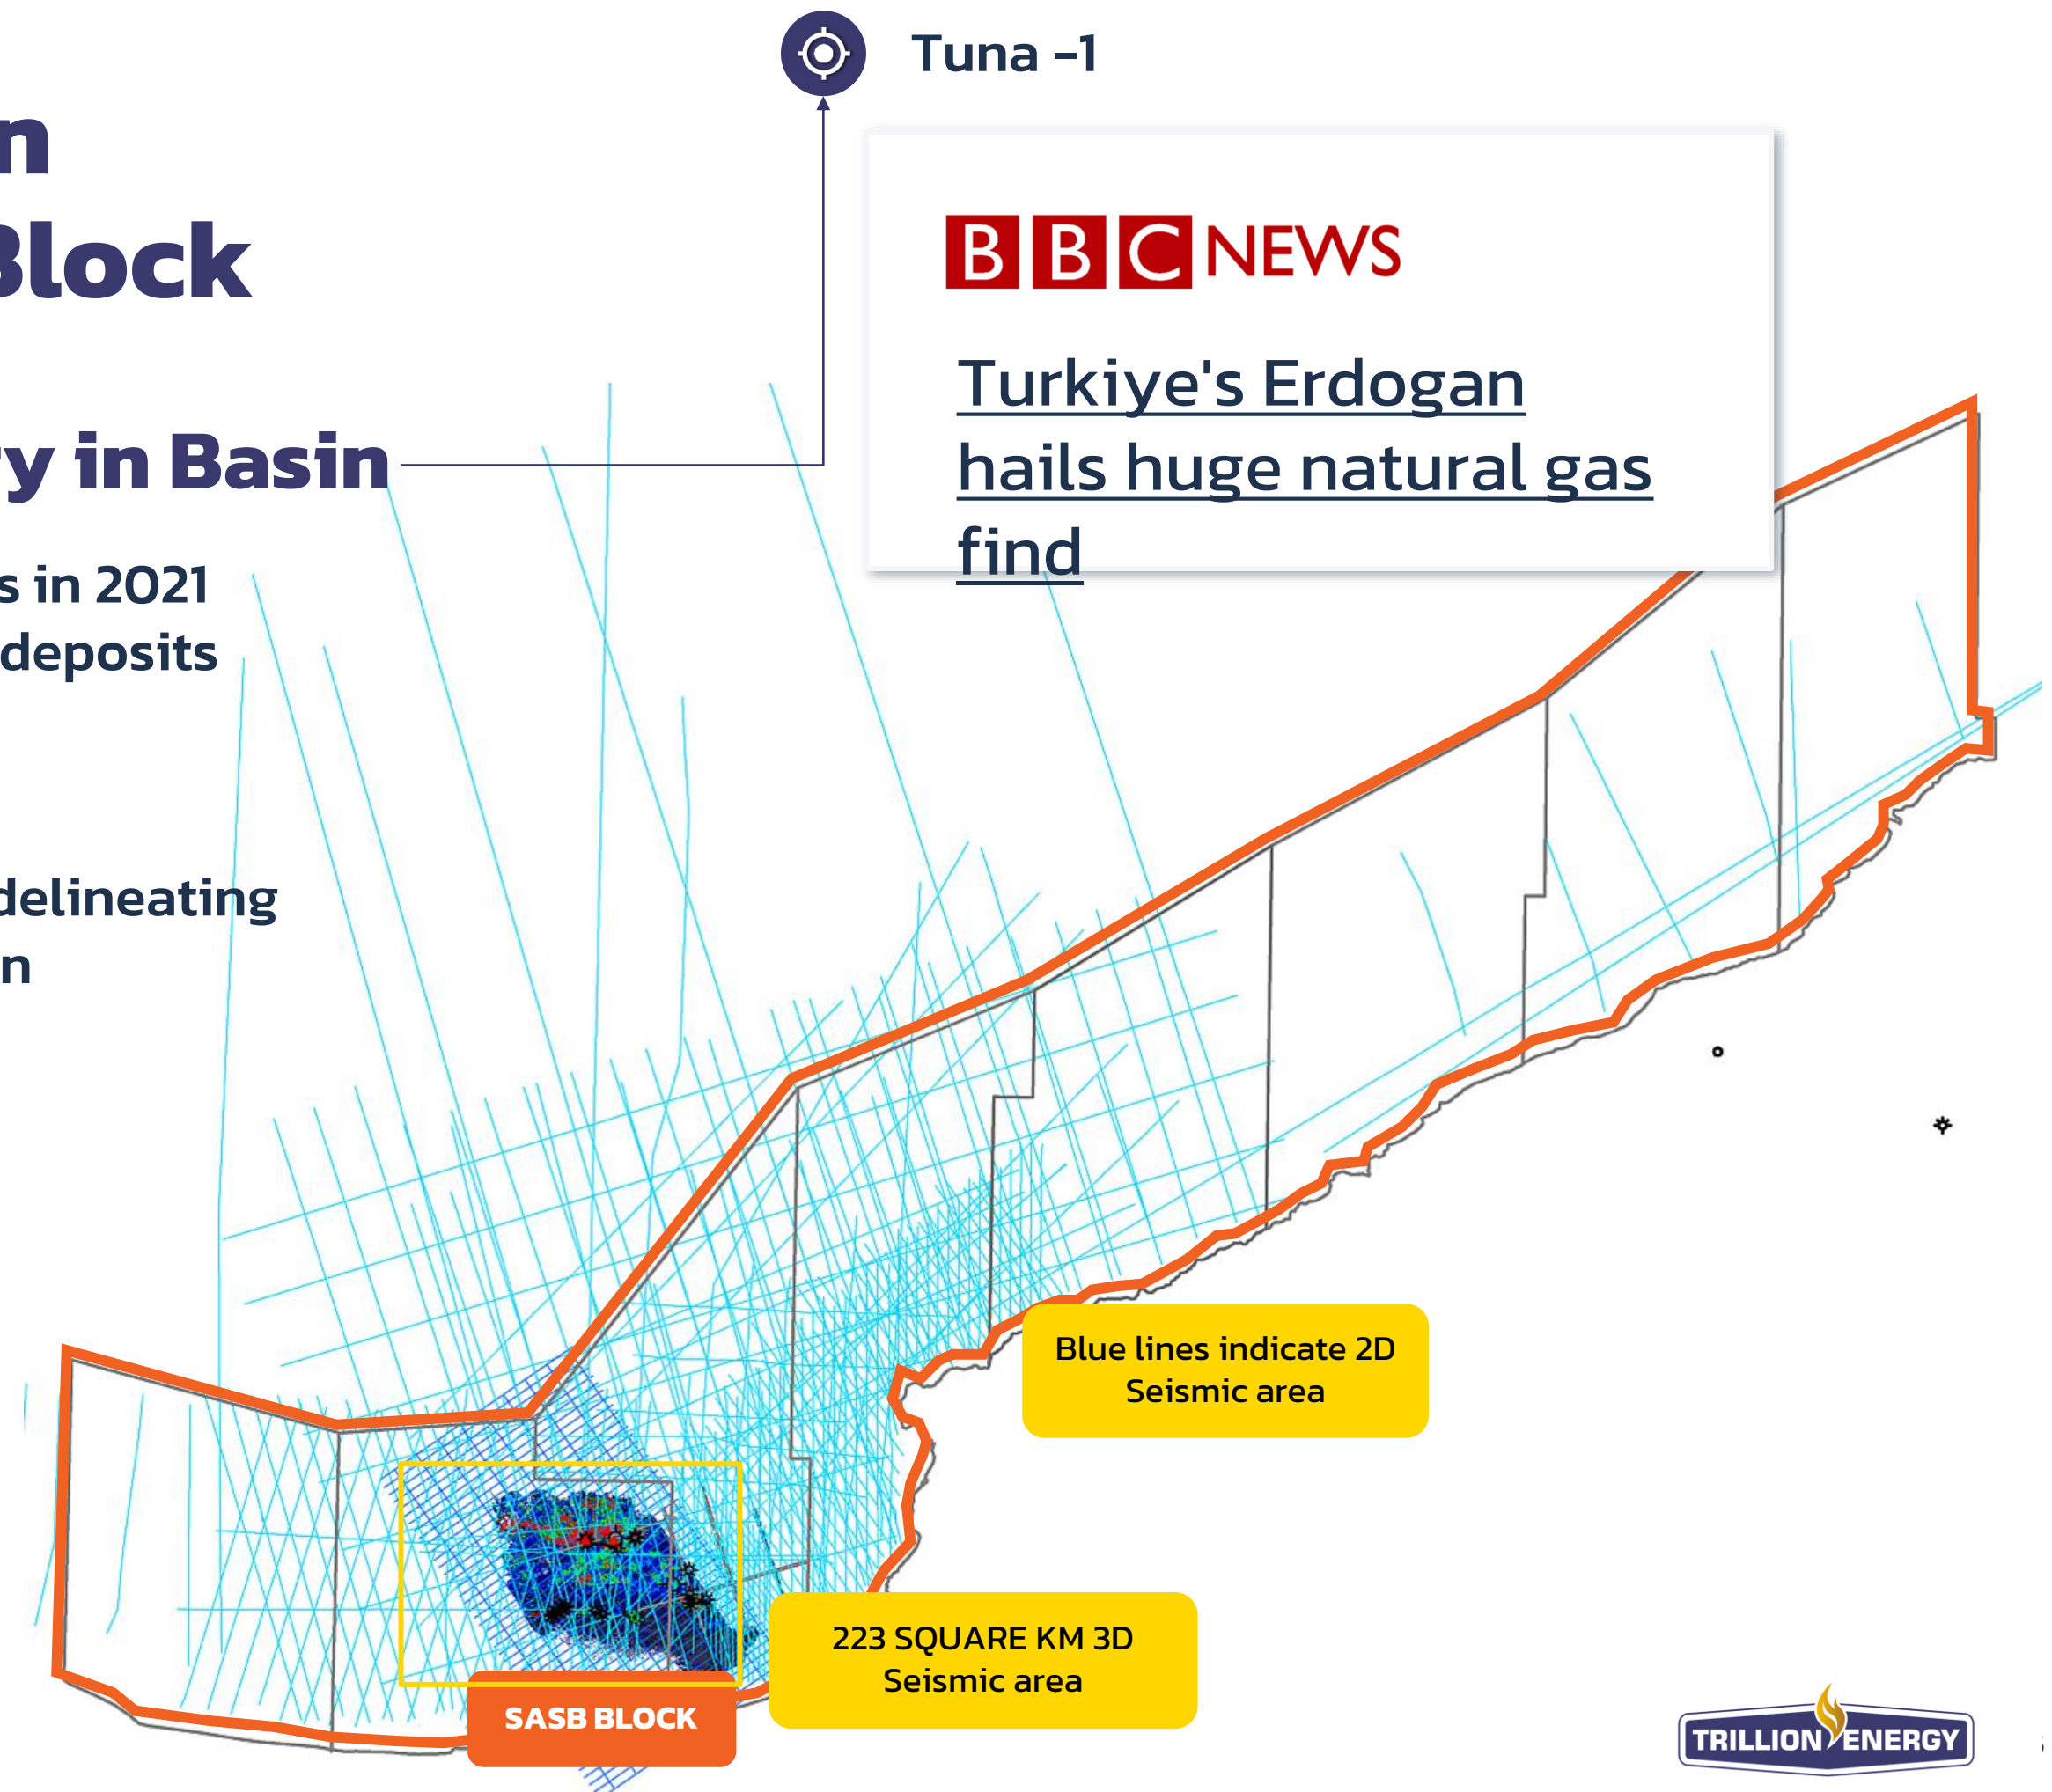 Tuna -1
n
Block
ry in Basin
s in 2021
deposits
delineating
n
BBC NEWS
Turkiye's Erdogan
hails huge natural gas
find
Blue lines indicate 2D
Seismic area
223 SQUARE KM 3D
Seismic area
SASB BLOCK
TRILLION ENERGY